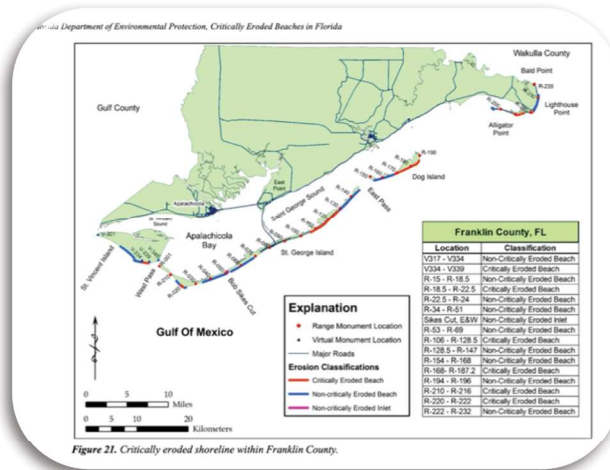 Department of Environmental Protection, Critically Eroded Beaches in Florida
Wakulla County
Bald Point
R-239
Gulf County
Lighthouse
Point
Alligator
Point
R-190
Dog Island
East
Point
East Pass
Apalachicola
St. George Sound
Apalachicola
Bay
St. George Island
St. Vincent Island
West Pass
Bob Sikes Cut
Gulf Of Mexico
Explanation
Range Monument Location
Virtual Monument Location
Major Roads
Erosion Classifications
Critically Eroded Beach
Non-Critically Eroded Beach
Non-critically Eroded Inlet
0 5 10
Miles
0 10 20
Kilometers
Franklin County, FL
Location Classification
V317 - V334 Non-Critically Eroded Beach
V334 - V339 Critically Eroded Beach
R-15 - R-18.5 Non-Critically Eroded Beach
R-18.5 - R-22.5 Critically Eroded Beach
R-22.5 - R-24 Non-Critically Eroded Beach
R-34 - R-51 Non-Critically Eroded Beach
Sikes Cut, E&W Non-Critically Eroded Inlet
R-53 - R-69 Non-Critically Eroded Beach
R-106 - R-128.5 Critically Eroded Beach
R-128.5 - R-147 Non-Critically Eroded Beach
R-154 - R-168 Non-Critically Eroded Beach
R-168- R-187.2 Critically Eroded Beach
R-194 - R-196 Non-Critically Eroded Beach
R-210 - R-216 Critically Eroded Beach
R-220 - R-222 Critically Eroded Beach
R-222 - R-232 Non-Critically Eroded Beach
Figure 21. Critically eroded shoreline within Franklin County.